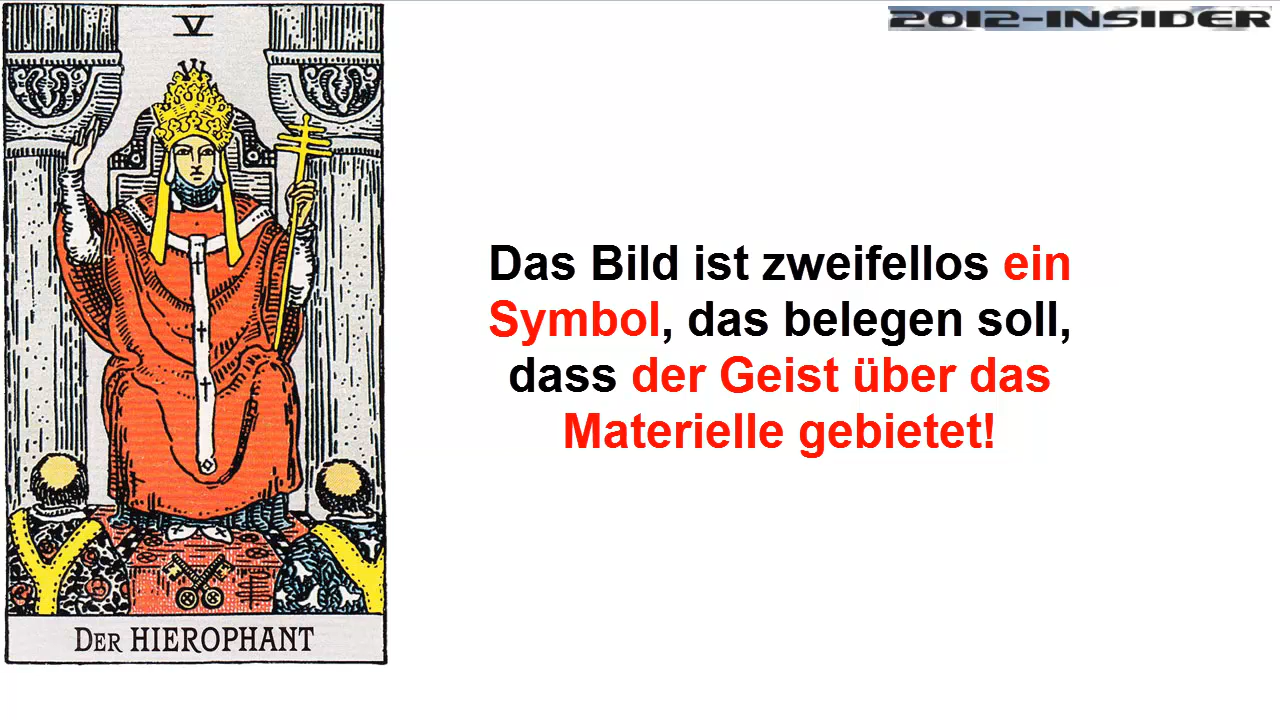 V
2012-INSIDER
Das Bild ist zweifellos ein
Symbol, das belegen soll,
dass der Geist über das
Materielle gebietet!
DER HIEROPHANT